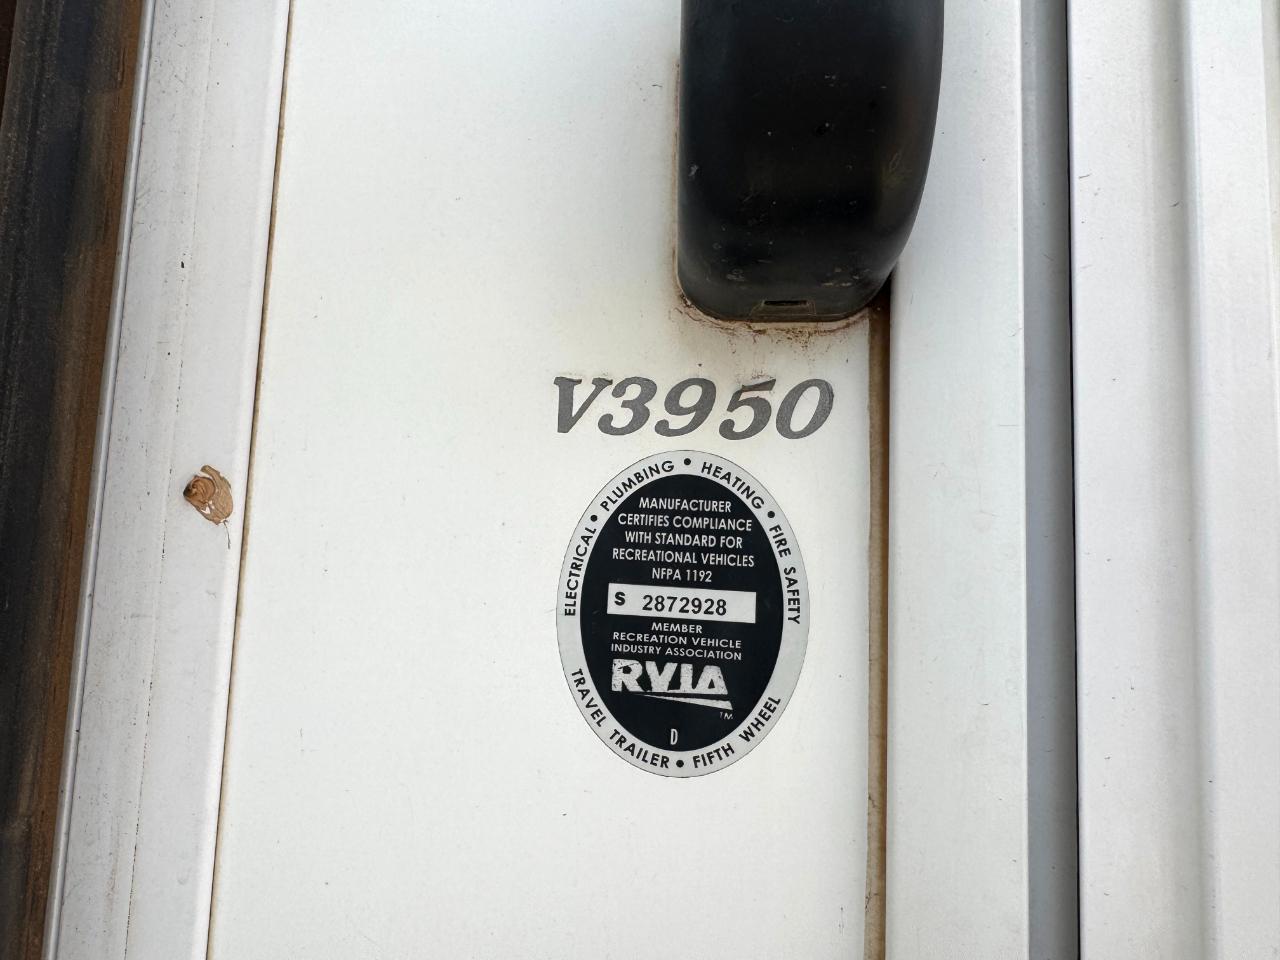 V3950
ELECTRICAL • PLUMBING • HEATING • FIRE SAFETY
MANUFACTURER
CERTIFIES COMPLIANCE
WITH STANDARD FOR
RECREATIONAL VEHICLES
NFPA 1192
S 2872928
MEMBER
RECREATION VEHICLE
INDUSTRY ASSOCIATION
RVIA
TM
D
TRAVEL TRAILER • FIFTH WHEEL